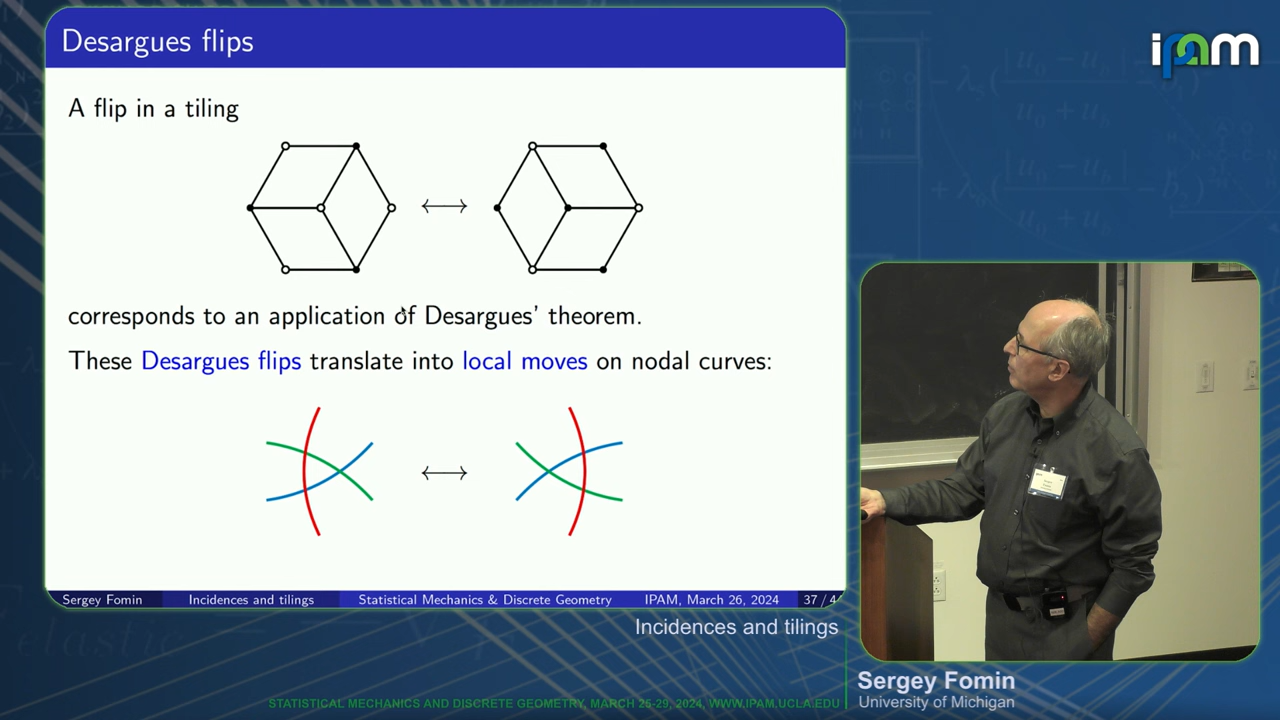 Desargues flips
ipam
A flip in a tiling
corresponds to an application of Desargues' theorem.
These Desargues flips translate into local moves on nodal curves:
Sergey Fomin Incidences and tilings Statistical Mechanics & Discrete Geometry IPAM, March 26, 2024 37 / 4
Incidences and tilings
Sergey Fomin
University of Michigan
STATISTICAL MECHANICS AND DISCRETE GEOMETRY, MARCH 25-29, 2024, WWW.IPAM.UCLA.EDU